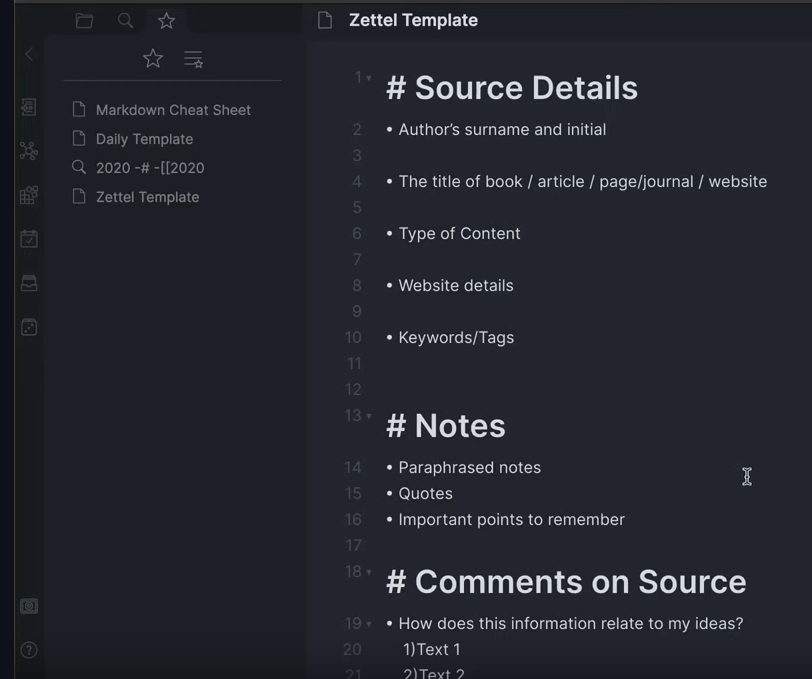 Zettel Template
Markdown Cheat Sheet
Daily Template
2020 -# -[[2020
Zettel Template
1 # Source Details
2 • Author’s surname and initial
3
4 • The title of book / article / page/journal / website
5
6 • Type of Content
7
8 • Website details
9
10 • Keywords/Tags
11
12
13 # Notes
14 • Paraphrased notes
15 • Quotes
16 • Important points to remember
17
18 # Comments on Source
19 • How does this information relate to my ideas?
20 1)Text 1
21 2)Text 2